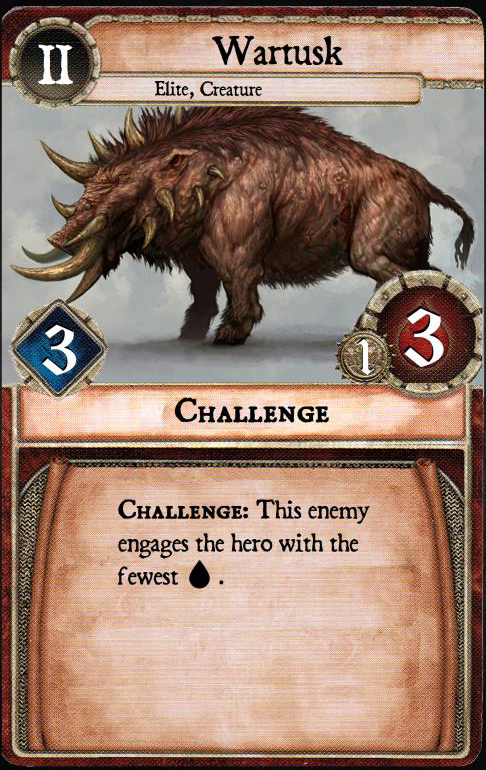 II
Wartusk
Elite, Creature
3
1
3
CHALLENGE
CHALLENGE: This enemy
engages the hero with the
fewest .